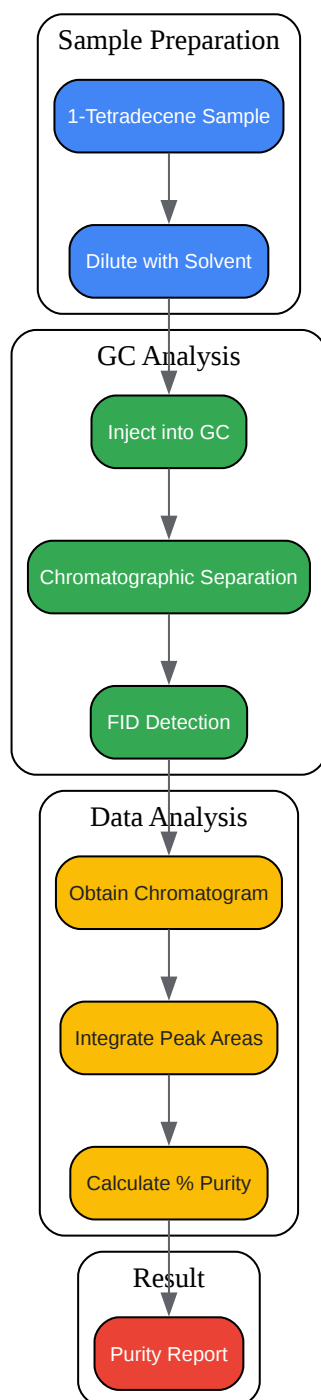 Sample Preparation
1-Tetradecene Sample
Dilute with Solvent
GC Analysis
Inject into GC
Chromatographic Separation
FID Detection
Data Analysis
Obtain Chromatogram
Integrate Peak Areas
Calculate % Purity
Result
Purity Report